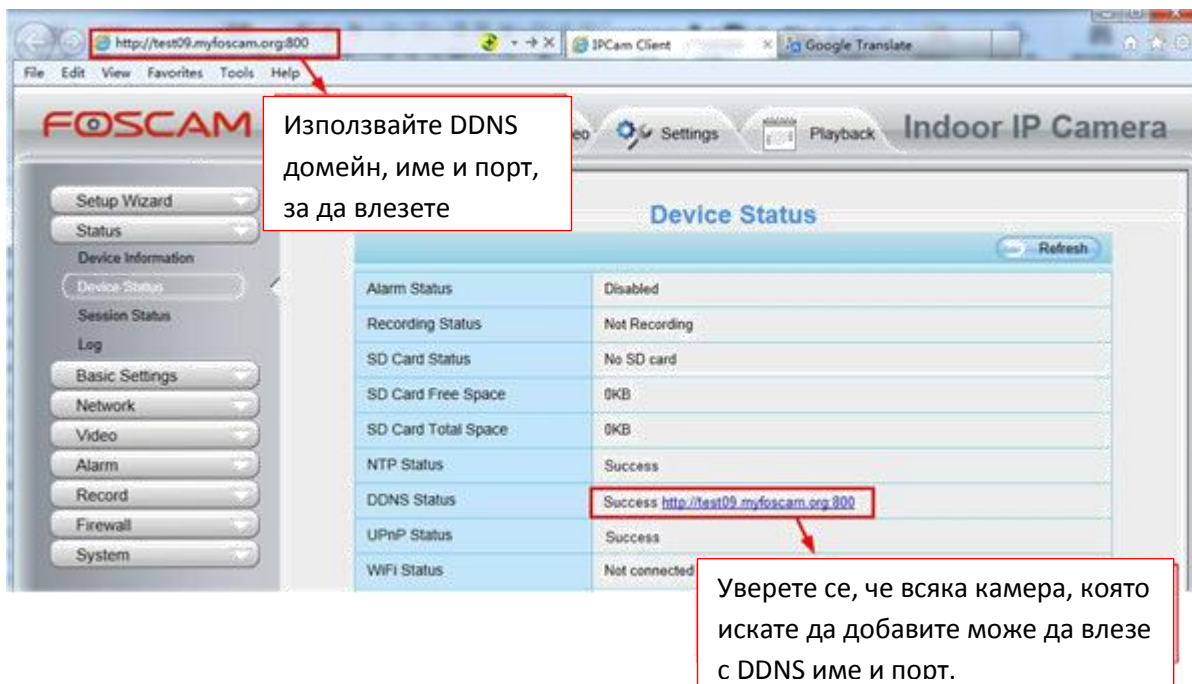 http://test09.myfoscam.org:800
IPCam Client
Google Translate
File Edit View Favorites Tools Help
FOSCAM
eo
Settings
Playback
Indoor IP Camera
Използвайте DDNS
домейн, име и порт,
за да влезете
Setup Wizard
Status
Device Information
Device Status
Session Status
Log
Basic Settings
Network
Video
Alarm
Record
Firewall
System
Device Status
Refresh
Alarm Status Disabled
Recording Status Not Recording
SD Card Status No SD card
SD Card Free Space 0KB
SD Card Total Space 0KB
NTP Status Success
DDNS Status Success http://test09.myfoscam.org:800
UPnP Status Success
WiFi Status Not connected
Уверете се, че всяка камера, която
искате да добавите може да влезе
с DDNS име и порт.